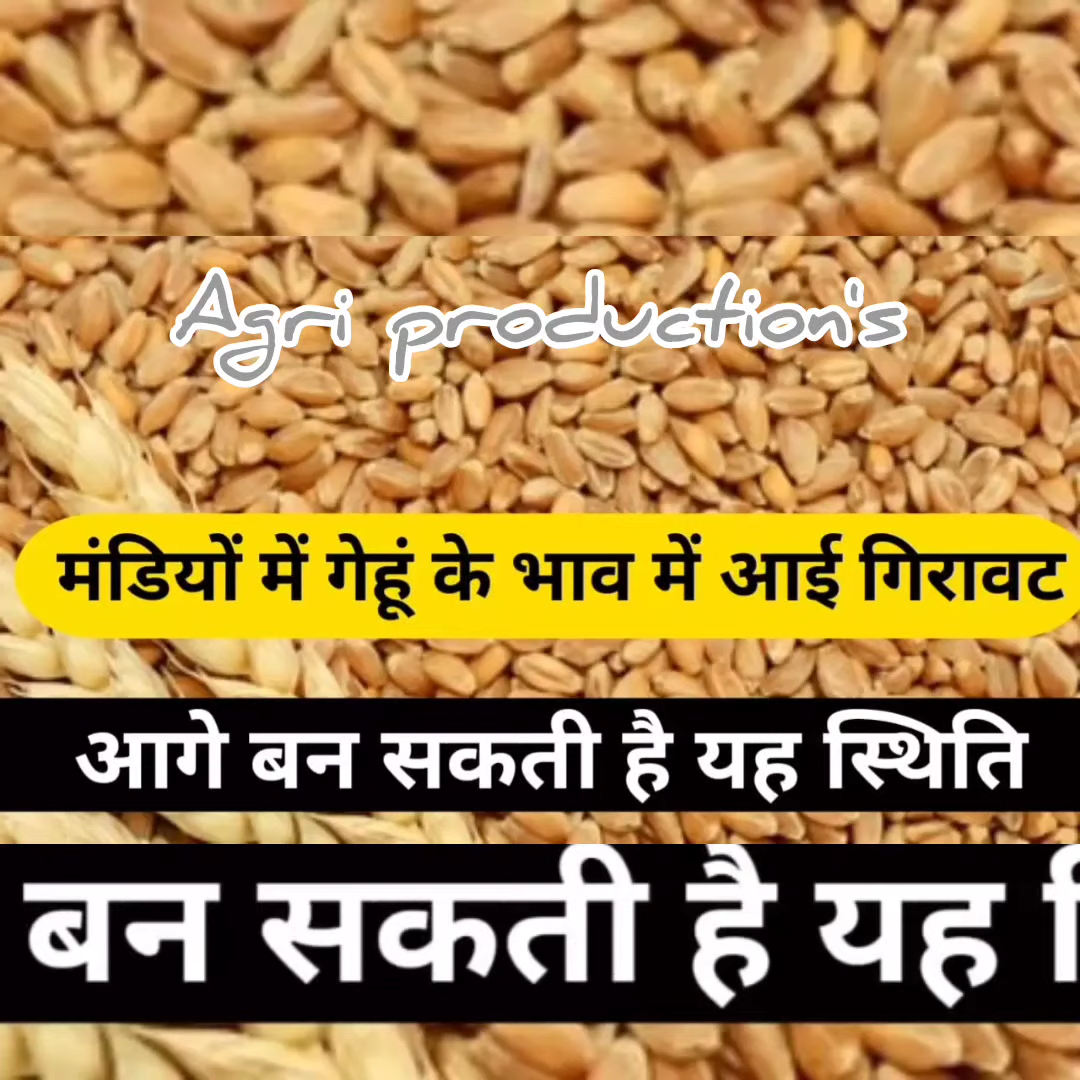 Agri production's
मंडियों में गेहूं के भाव में आई गिरावट
आगे बन सकती है यह स्थिति
बन सकती है यह